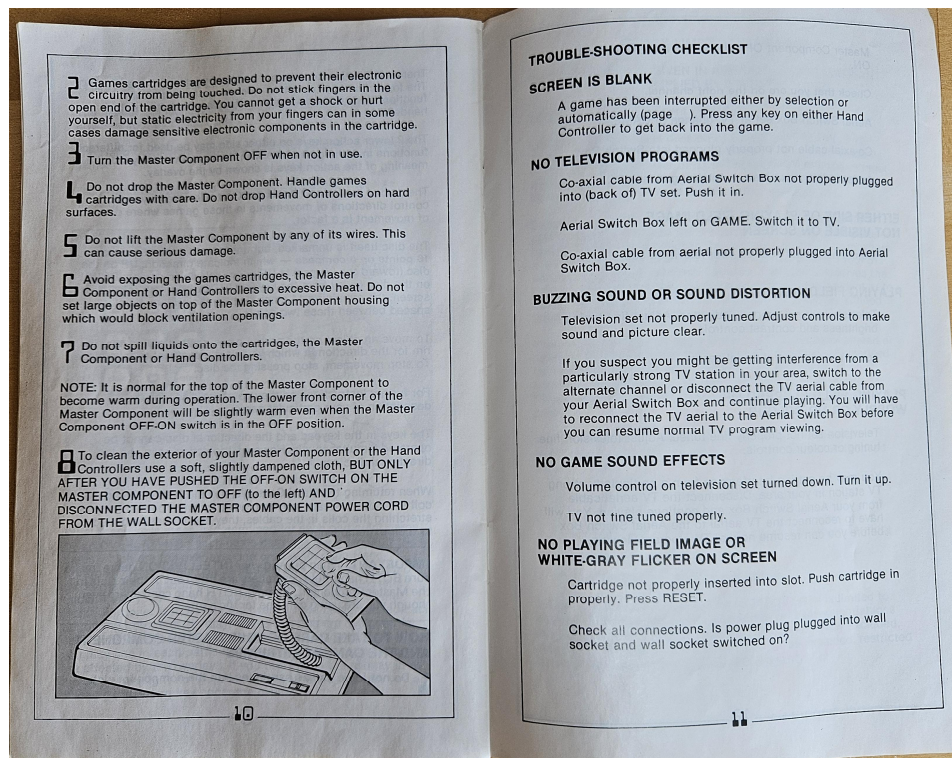 2 Games cartridges are designed to prevent their electronic
circuitry from being touched. Do not stick fingers in the
open end of the cartridge. You cannot get a shock or hurt
yourself, but static electricity from your fingers can in some
cases damage sensitive electronic components in the cartridge.
3 Turn the Master Component OFF when not in use.
4 Do not drop the Master Component. Handle games
cartridges with care. Do not drop Hand Controllers on hard
surfaces.
5 Do not lift the Master Component by any of its wires. This
can cause serious damage.
6 Avoid exposing the games cartridges, the Master
Component or Hand Controllers to excessive heat. Do not
set large objects on top of the Master Component housing
which would block ventilation openings.
7 Do not spill liquids onto the cartridges, the Master
Component or Hand Controllers.
NOTE: It is normal for the top of the Master Component to
become warm during operation. The lower front corner of the
Master Component will be slightly warm even when the Master
Component OFF-ON switch is in the OFF position.
8 To clean the exterior of your Master Component or the Hand
Controllers use a soft, slightly dampened cloth, BUT ONLY
AFTER YOU HAVE PUSHED THE OFF-ON SWITCH ON THE
MASTER COMPONENT TO OFF (to the left) AND
DISCONNECTED THE MASTER COMPONENT POWER CORD
FROM THE WALL SOCKET.
10
TROUBLE-SHOOTING CHECKLIST
SCREEN IS BLANK
A game has been interrupted either by selection or
automatically (page ). Press any key on either Hand
Controller to get back into the game.
NO TELEVISION PROGRAMS
Co-axial cable from Aerial Switch Box not properly plugged
into (back of) TV set. Push it in.
Aerial Switch Box left on GAME. Switch it to TV.
Co-axial cable from aerial not properly plugged into Aerial
Switch Box.
BUZZING SOUND OR SOUND DISTORTION
Television set not properly tuned. Adjust controls to make
sound and picture clear.
If you suspect you might be getting interference from a
particularly strong TV station in your area, switch to the
alternate channel or disconnect the TV aerial cable from
your Aerial Switch Box and continue playing. You will have
to reconnect the TV aerial to the Aerial Switch Box before
you can resume normal TV program viewing.
NO GAME SOUND EFFECTS
Volume control on television set turned down. Turn it up.
TV not fine tuned properly.
NO PLAYING FIELD IMAGE OR
WHITE-GRAY FLICKER ON SCREEN
Cartridge not properly inserted into slot. Push cartridge in
properly. Press RESET.
Check all connections. Is power plug plugged into wall
socket and wall socket switched on?
11